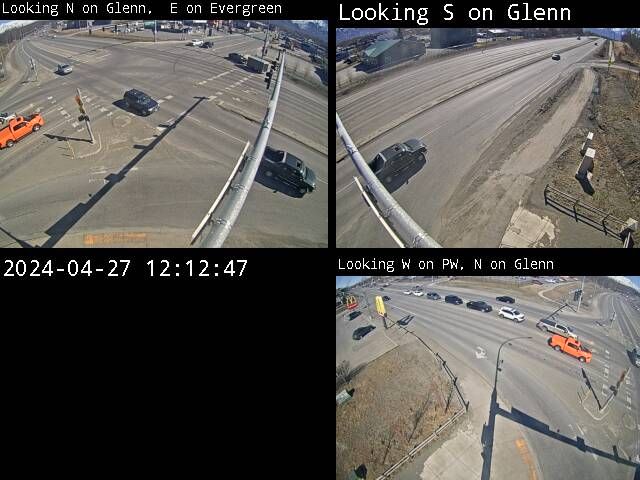 Looking N on Glenn,  E on Evergreen
Looking S on Glenn
2024-04-27 12:12:47
Looking W on PW, N on Glenn